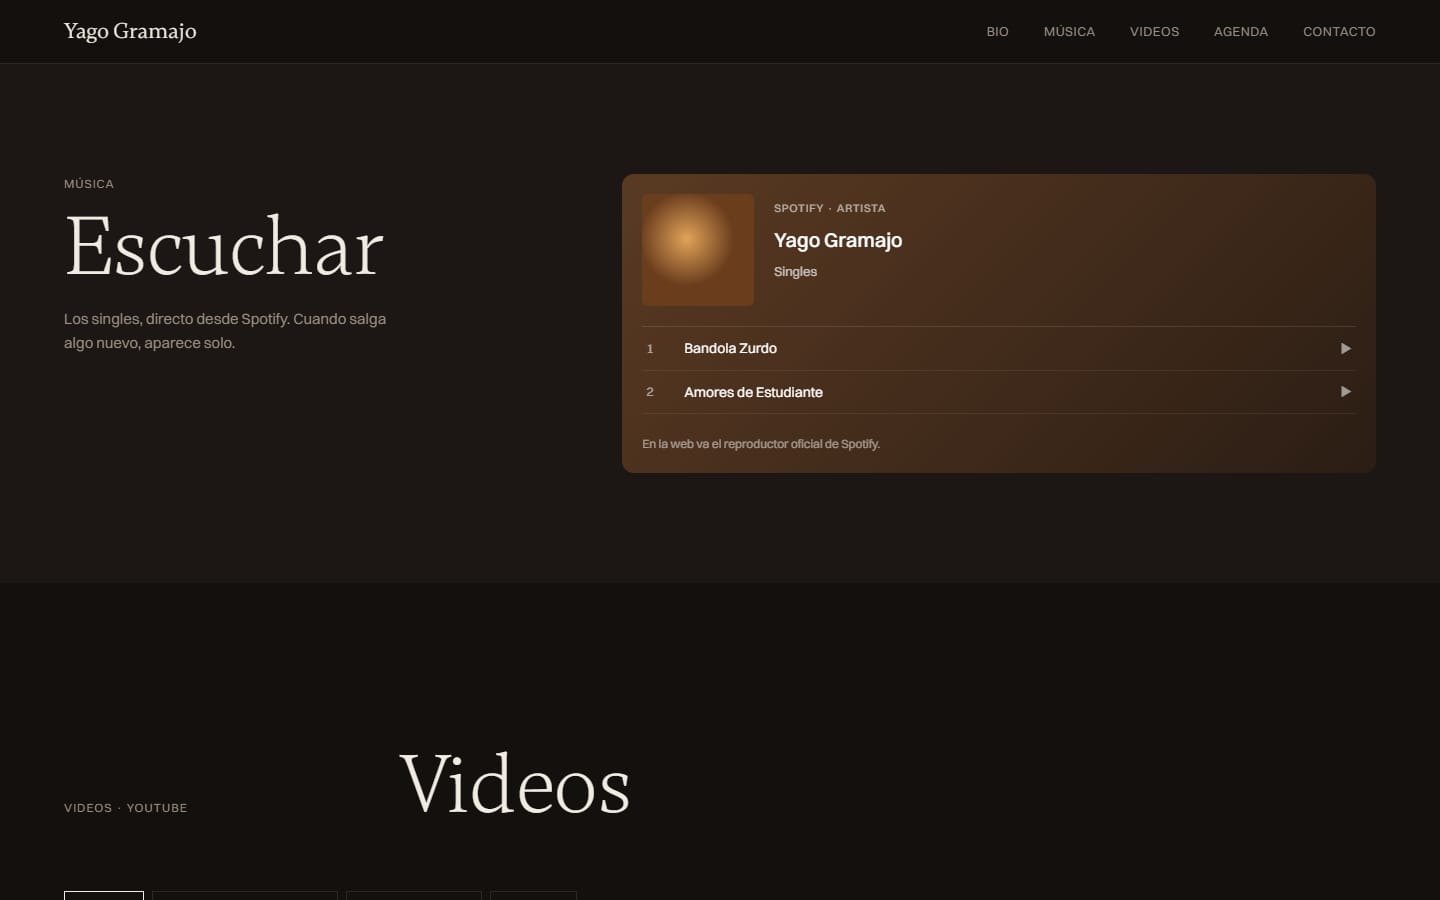 Yago Gramajo
BIO MÚSICA VIDEOS AGENDA CONTACTO
MÚSICA
Escuchar
Los singles, directo desde Spotify. Cuando salga
algo nuevo, aparece solo.
SPOTIFY · ARTISTA
Yago Gramajo
Singles
1 Bandola Zurdo
2 Amores de Estudiante
En la web va el reproductor oficial de Spotify.
VIDEOS · YOUTUBE
Videos